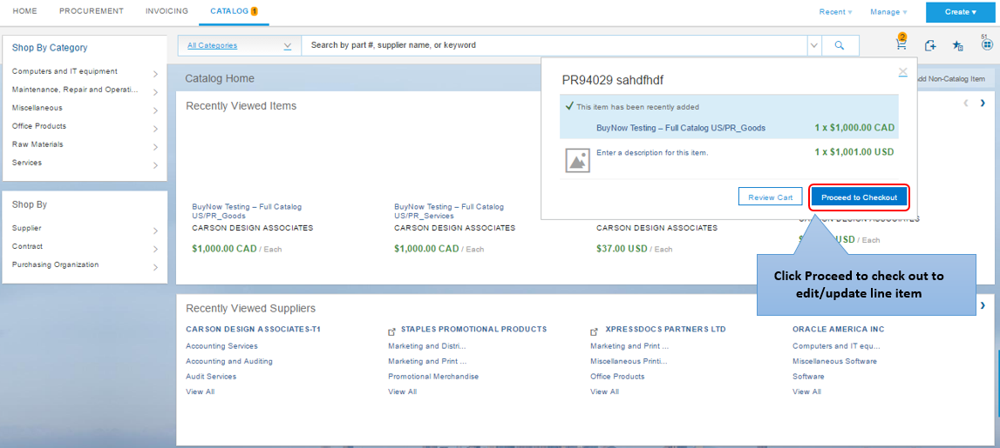 HOME PROCUREMENT INVOICING CATALOG 1 Recent Manage Create
Shop By Category
Computers and IT equipment
Maintenance, Repair and Operati...
Miscellaneous
Office Products
Raw Materials
Services
Shop By
Supplier
Contract
Purchasing Organization
All Categories Search by part #, supplier name, or keyword 2 51
Catalog Home dd Non-Catalog Item
PR94029 sahdfhdf
This item has been recently added
BuyNow Testing – Full Catalog US/PR_Goods 1 x $1,000.00 CAD
Enter a description for this item. 1 x $1,001.00 USD
Review Cart Proceed to Checkout
Recently Viewed Items
BuyNow Testing – Full Catalog
US/PR_Goods
CARSON DESIGN ASSOCIATES
$1,000.00 CAD / Each
BuyNow Testing – Full Catalog
US/PR_Services
CARSON DESIGN ASSOCIATES
$1,000.00 CAD / Each
CARSON DESIGN ASSOCIATES
$37.00 USD / Each
CARSON DESIGN ASSOCIATES
USD / Each
Click Proceed to check out to
edit/update line item
Recently Viewed Suppliers
CARSON DESIGN ASSOCIATES-T1
Accounting Services
Accounting and Auditing
Audit Services
View All
STAPLES PROMOTIONAL PRODUCTS
Marketing and Distri...
Marketing and Print ...
Promotional Merchandise
View All
XPRESSDOCS PARTNERS LTD
Marketing and Print ...
Miscellaneous Printi...
Office Products
View All
ORACLE AMERICA INC
Computers and IT equ...
Miscellaneous Software
Software
View All